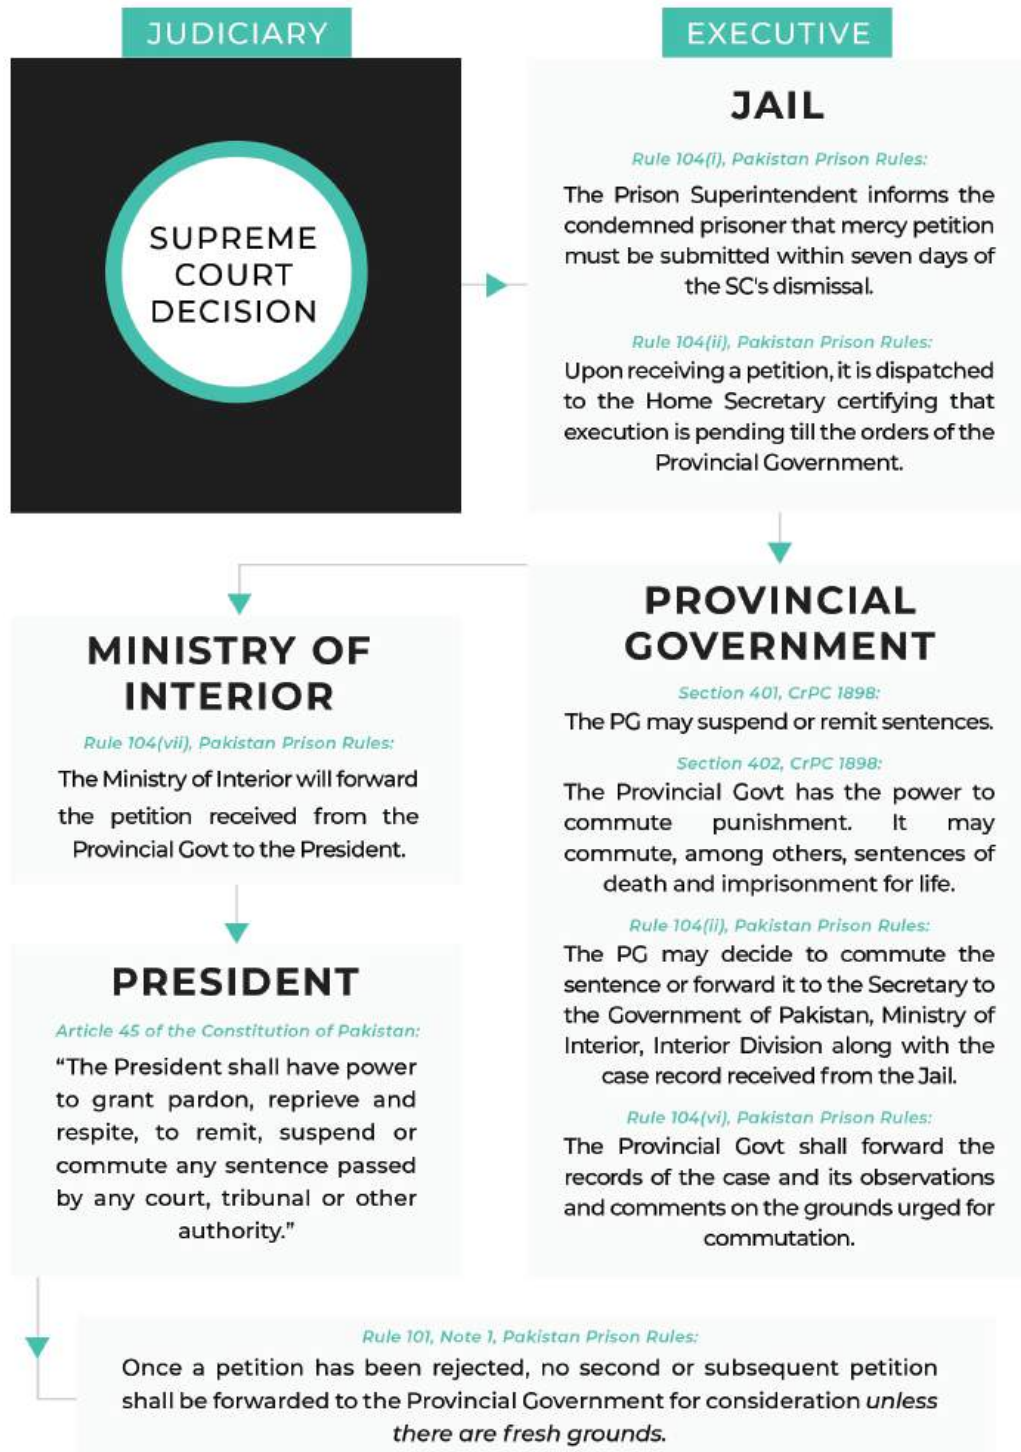 JUDICIARY
SUPREME
COURT
DECISION
EXECUTIVE
JAIL
Rule 104(i), Pakistan Prison Rules:
The Prison Superintendent informs the
condemned prisoner that mercy petition
must be submitted within seven days of
the SC's dismissal.
Rule 104(ii), Pakistan Prison Rules:
Upon receiving a petition, it is dispatched
to the Home Secretary certifying that
execution is pending till the orders of the
Provincial Government.
PROVINCIAL
GOVERNMENT
Section 401, CrPC 1898:
The PG may suspend or remit sentences.
Section 402, CrPC 1898:
The Provincial Govt has the power to
commute punishment. It may
commute, among others, sentences of
death and imprisonment for life.
Rule 104(ii), Pakistan Prison Rules:
The PG may decide to commute the
sentence or forward it to the Secretary to
the Government of Pakistan, Ministry of
Interior, Interior Division along with the
case record received from the Jail.
Rule 104(vi), Pakistan Prison Rules:
The Provincial Govt shall forward the
records of the case and its observations
and comments on the grounds urged for
commutation.
MINISTRY OF
INTERIOR
Rule 104(vii), Pakistan Prison Rules:
The Ministry of Interior will forward
the petition received from the
Provincial Govt to the President.
PRESIDENT
Article 45 of the Constitution of Pakistan:
“The President shall have power
to grant pardon, reprieve and
respite, to remit, suspend or
commute any sentence passed
by any court, tribunal or other
authority.”
Rule 101, Note 1, Pakistan Prison Rules:
Once a petition has been rejected, no second or subsequent petition
shall be forwarded to the Provincial Government for consideration unless
there are fresh grounds.